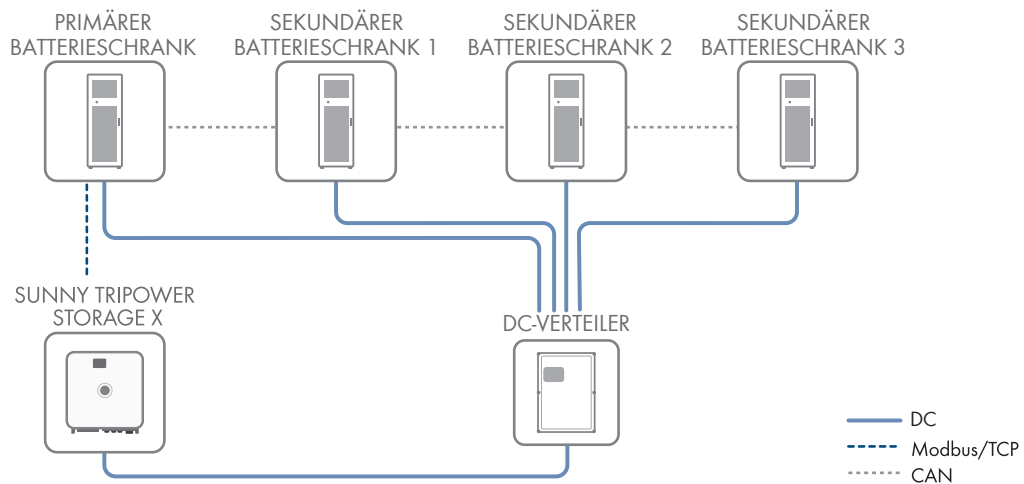 PRIMÄRER
BATTERIESCHRANK
SEKUNDÄRER
BATTERIESCHRANK 1
SEKUNDÄRER
BATTERIESCHRANK 2
SEKUNDÄRER
BATTERIESCHRANK 3
SUNNY TRIPOWER
STORAGE X
DC-VERTEILER
DC
Modbus/TCP
CAN